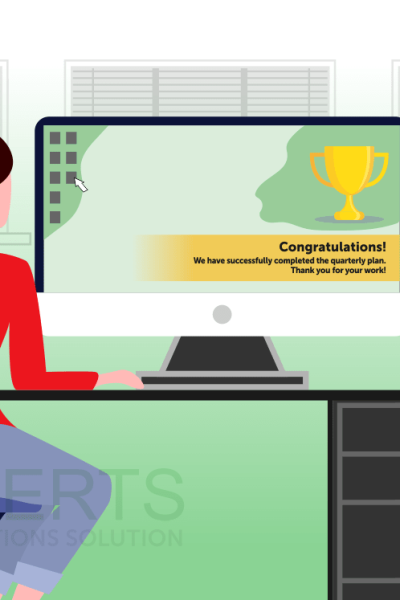 Congratulations!
We have successfully completed the quarterly plan.
Thank you for your work!
ERTS
TIONS SOLUTION